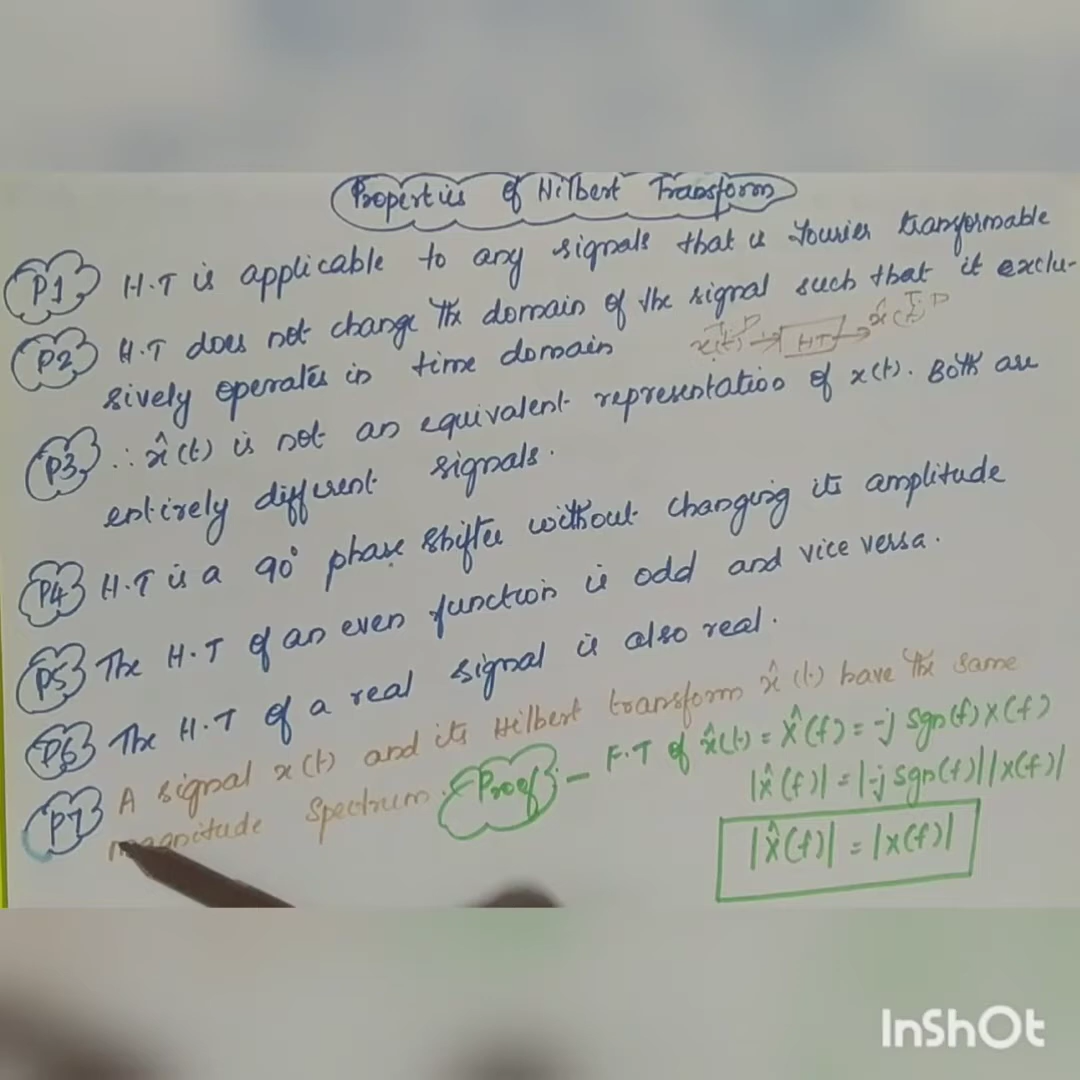 Properties of Hilbert Transform
P1 H.T is applicable to any signals that is Fourier transformable
P2 H.T does not change the domain of the signal such that it exclu-
sively operates in time domain
T.D T.D
x(t) → HT → x̂(t)
P3 ∴ x̂(t) is not an equivalent representation of x(t). Both are
entirely different signals.
P4 H.T is a 90° phase shifter without changing its amplitude
P5 The H.T of an even function is odd and vice versa.
P6 The H.T of a real signal is also real.
P7 A signal x(t) and its Hilbert transform x̂(t) have the same
magnitude spectrum.
Proof – F.T of x̂(t) = X̂(f) = -j sgn(f) X(f)
|X̂(f)| = |-j sgn(f)| |X(f)|
|X̂(f)| = |X(f)|
InShOt